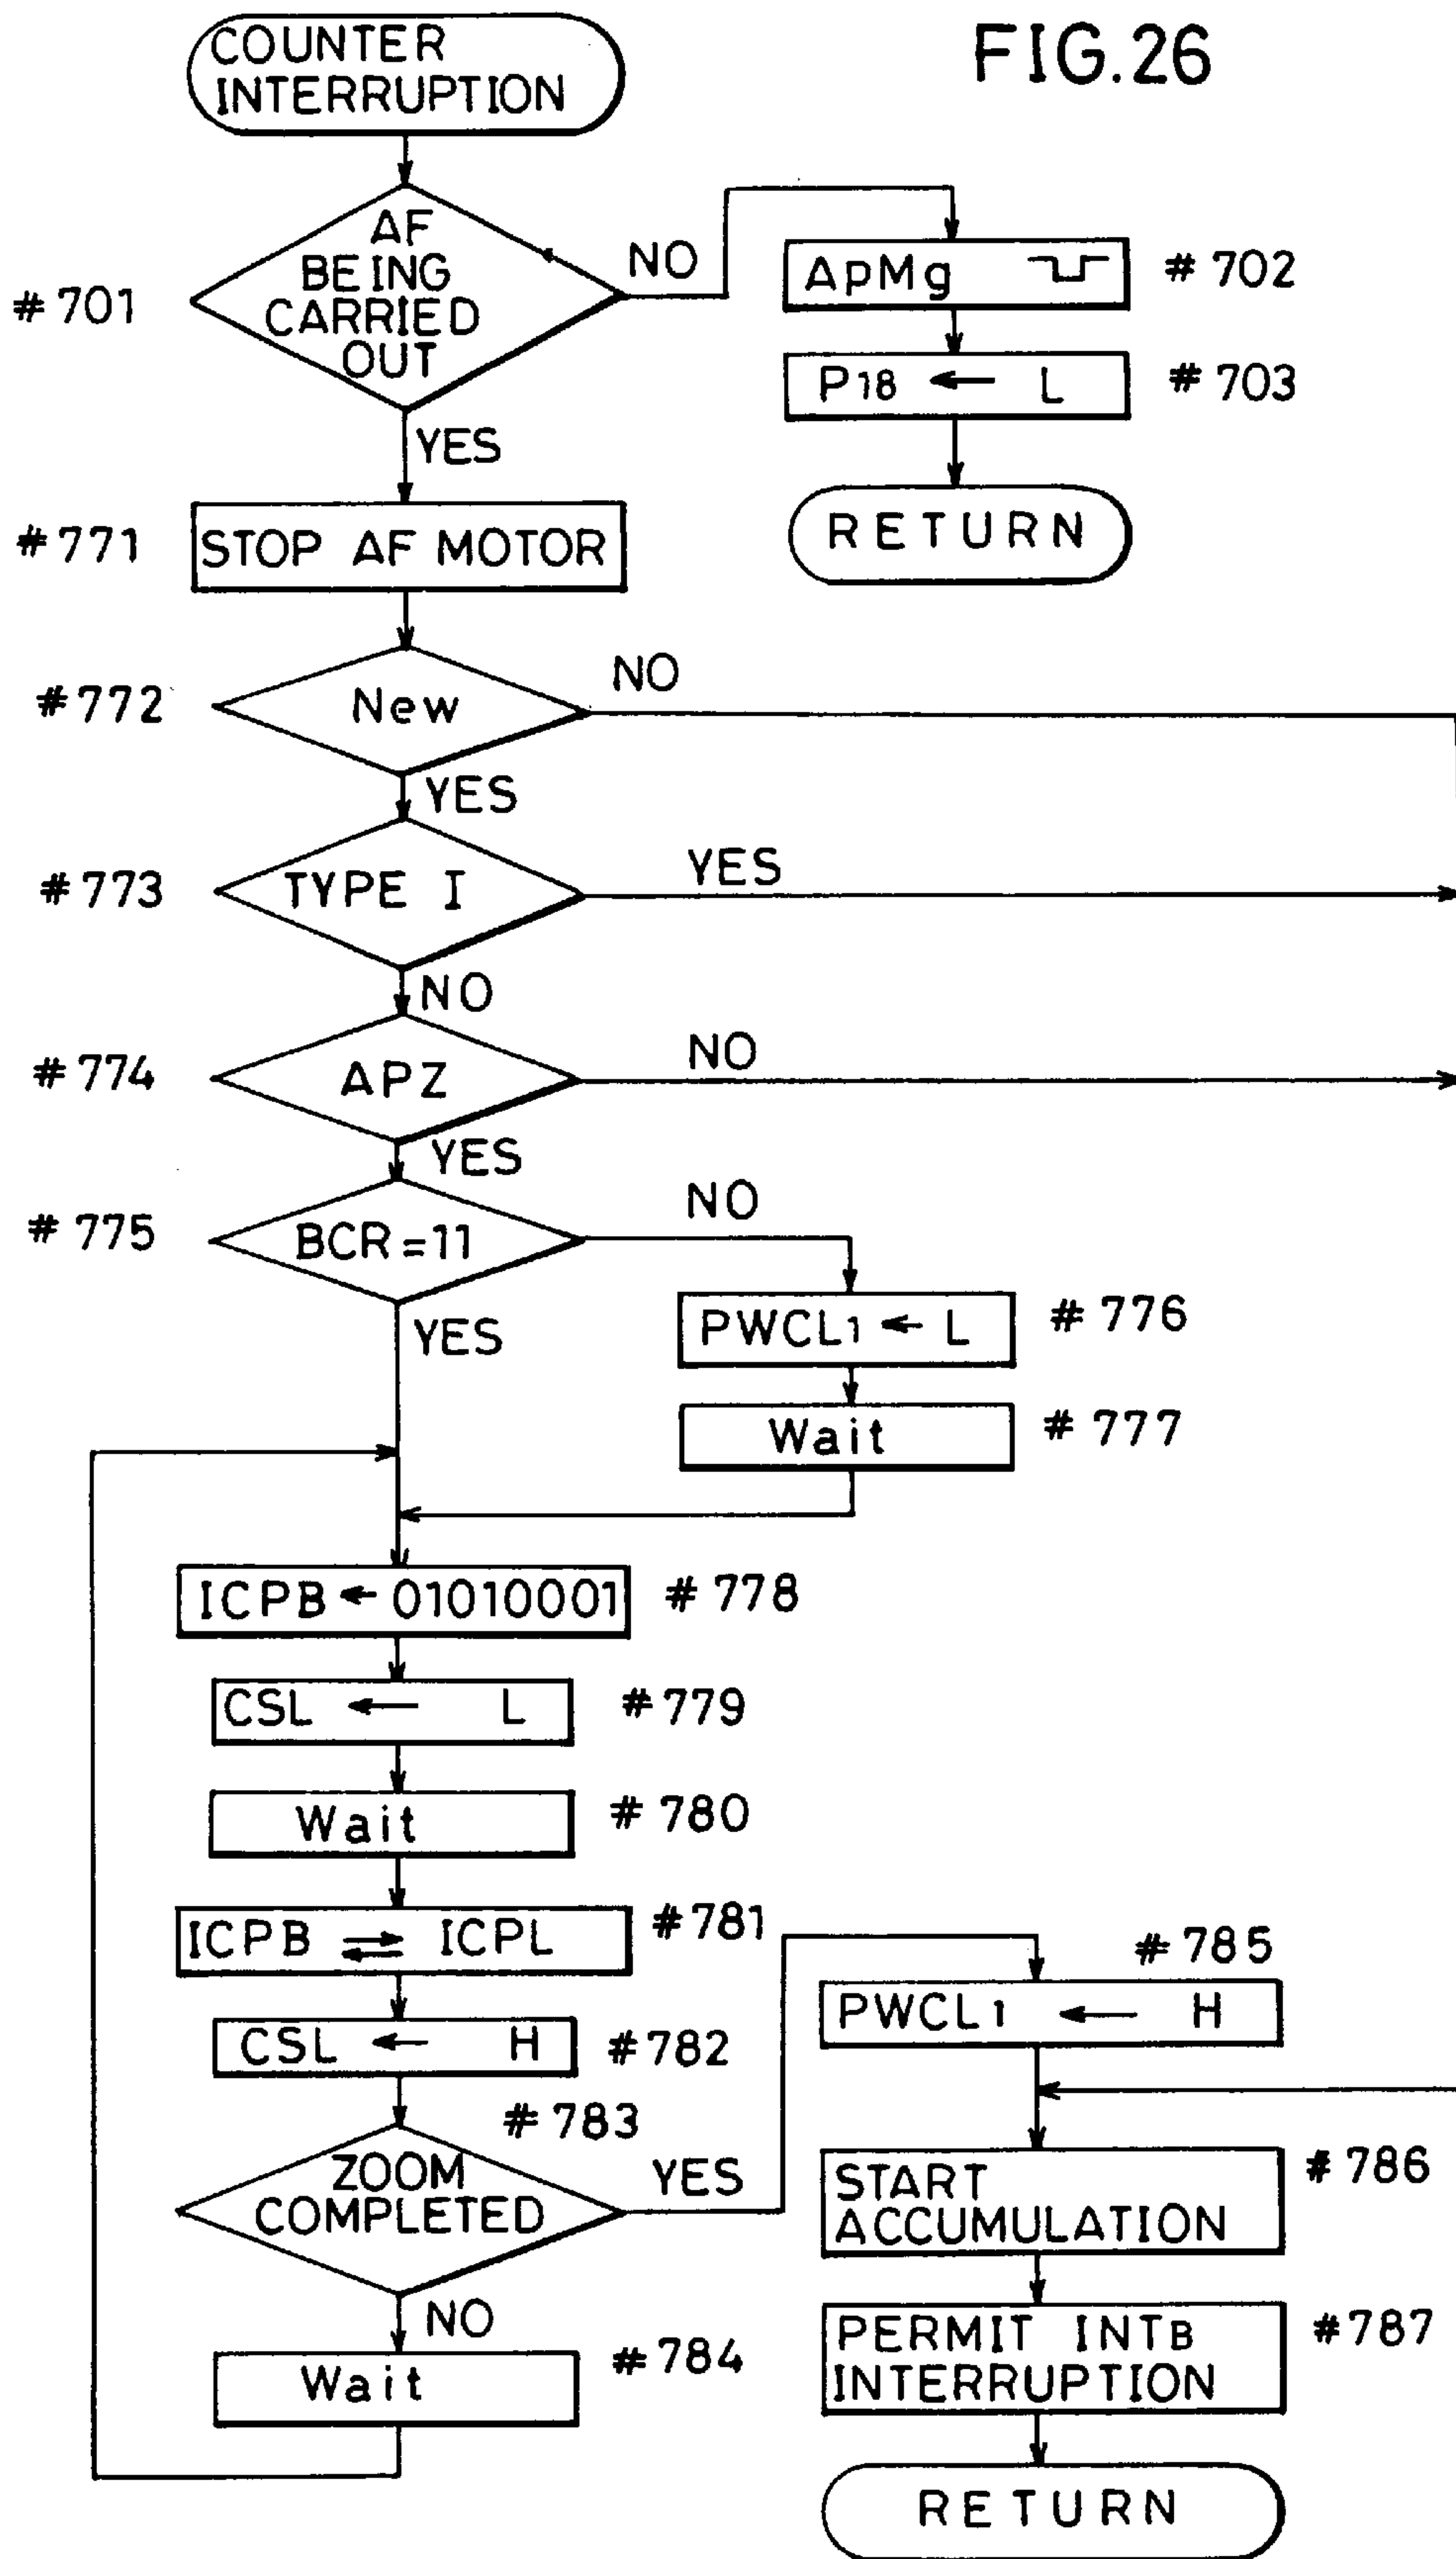 FIG.26
COUNTER
INTERRUPTION
#701
AF
BEING
CARRIED
OUT
NO
YES
ApMg
#702
P18 ← L
#703
RETURN
#771
STOP AF MOTOR
#772
New
NO
YES
#773
TYPE I
YES
NO
#774
APZ
NO
YES
#775
BCR=11
NO
YES
PWCL1 ← L
#776
Wait
#777
ICPB ← 01010001
#778
CSL ← L
#779
Wait
#780
ICPB ⇄ ICPL
#781
CSL ← H
#782
#783
ZOOM
COMPLETED
YES
NO
Wait
#784
#785
PWCL1 ← H
START
ACCUMULATION
#786
PERMIT INTB
INTERRUPTION
#787
RETURN